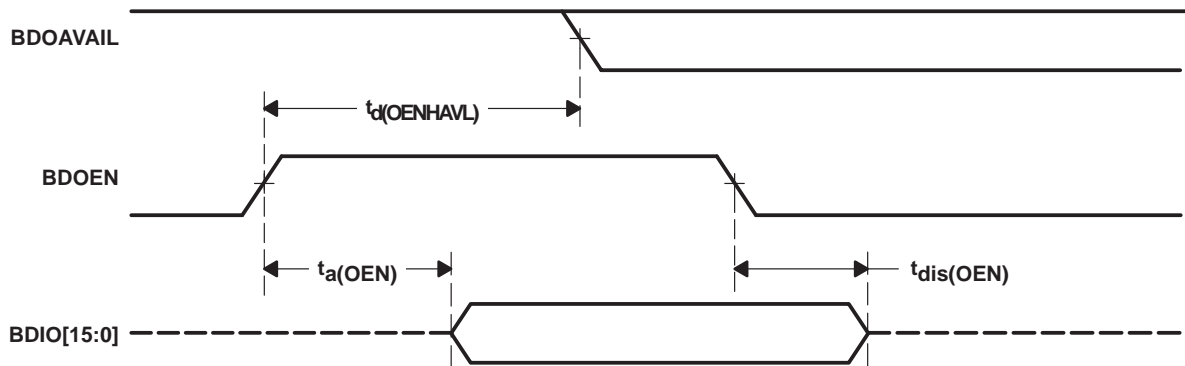 BDOAVAIL
td(OENHAVL)
BDOEN
ta(OEN)
tdis(OEN)
BDIO[15:0]